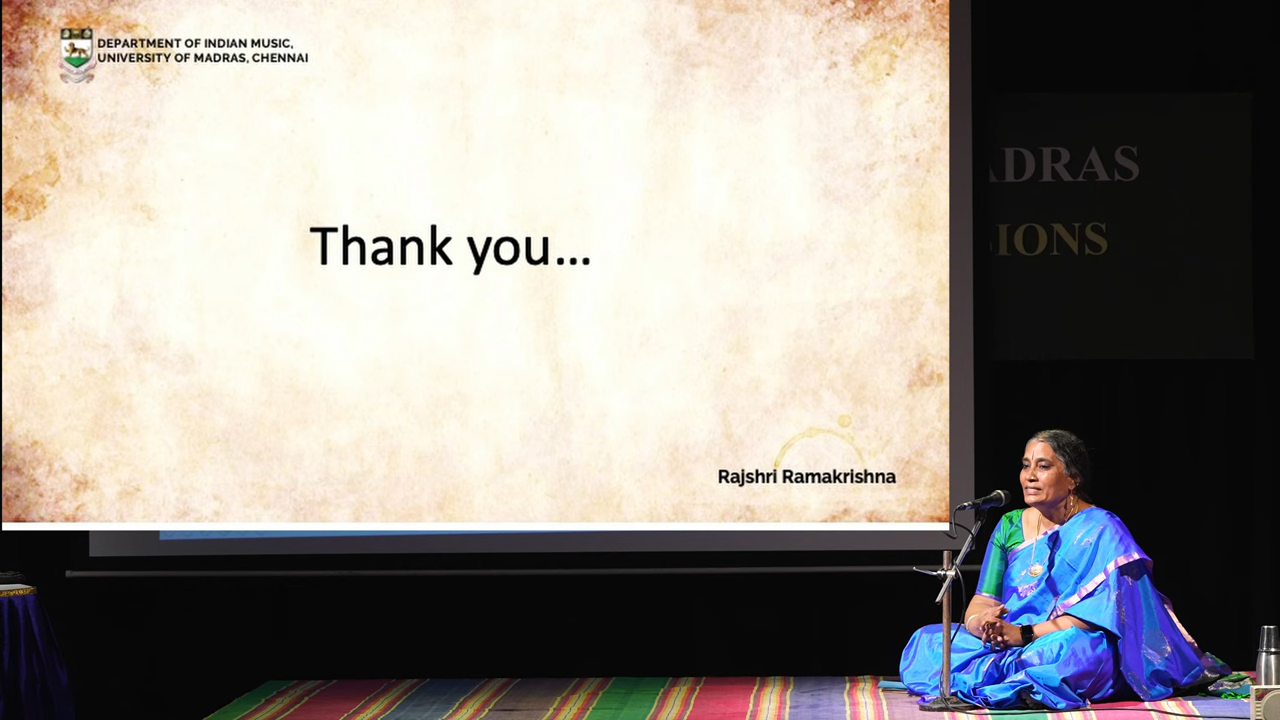 DEPARTMENT OF INDIAN MUSIC,
UNIVERSITY OF MADRAS, CHENNAI
Thank you...
Rajshri Ramakrishna
ADRAS
IONS